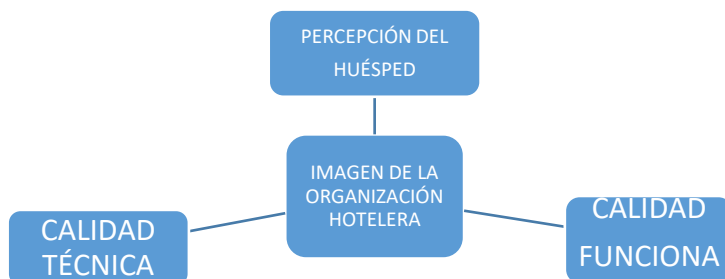 PERCEPCIÓN DEL
HUÉSPED
IMAGEN DE LA
ORGANIZACIÓN
HOTELERA
CALIDAD
TÉCNICA
CALIDAD
FUNCIONA